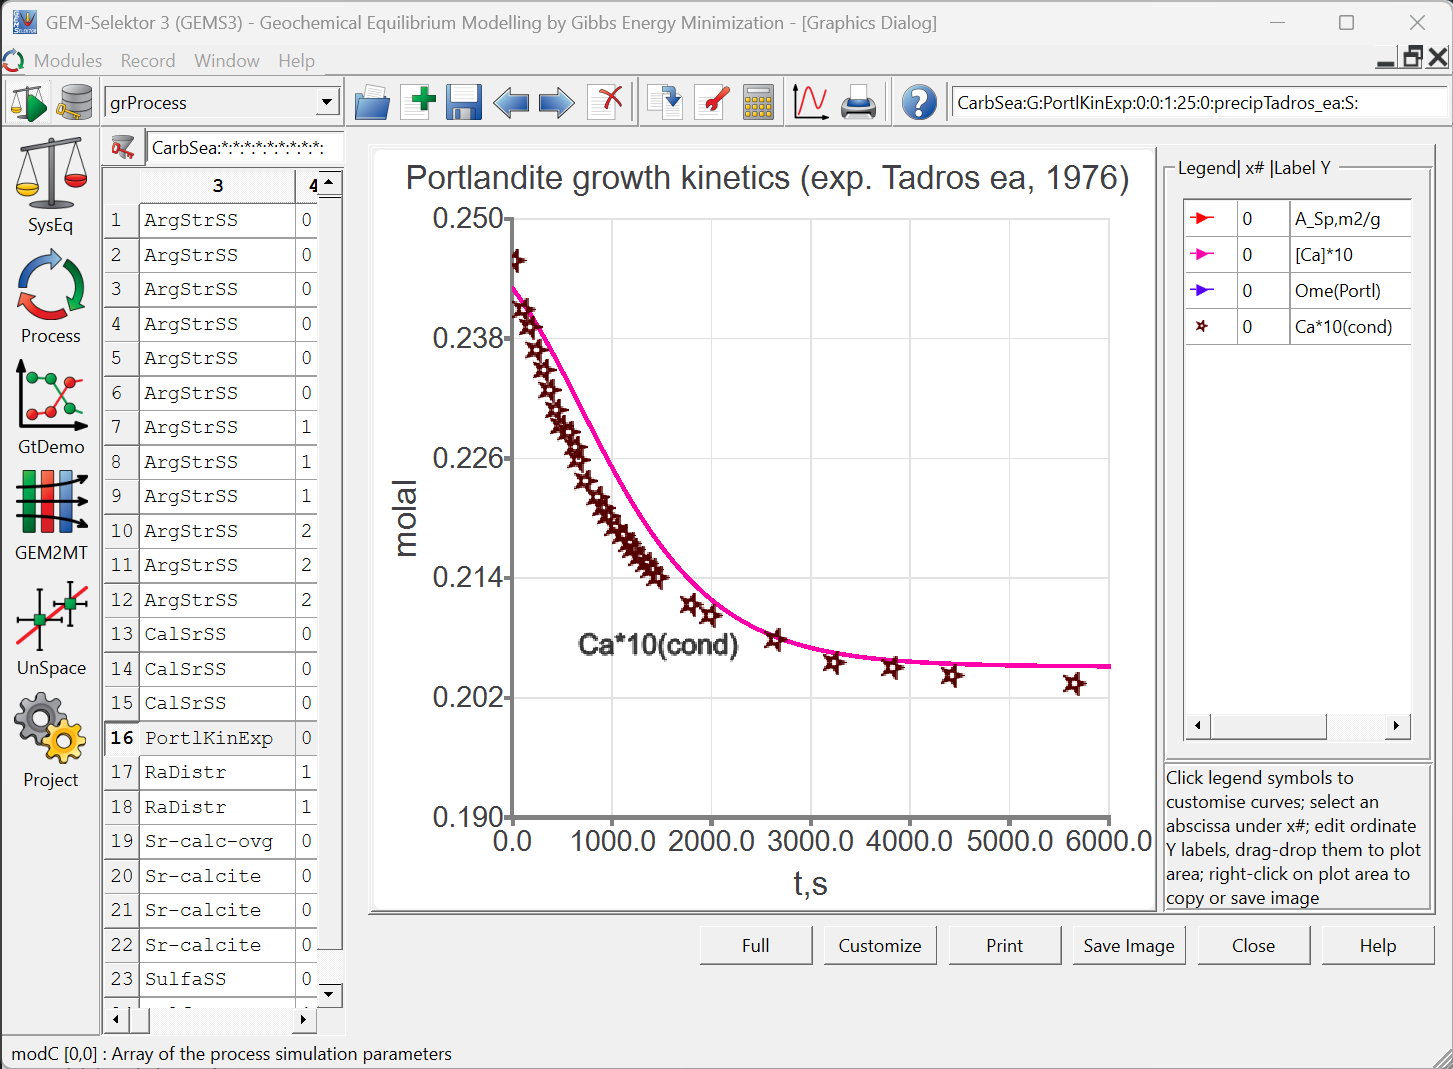 GEM-Selektor 3 (GEMS3) - Geochemical Equilibrium Modelling by Gibbs Energy Minimization - [Graphics Dialog]
Modules Record Window Help
grProcess
CarbSea:G:PortlKinExp:0:0:1:25:0:precipTadros_ea:S:
CarbSea:*:*:*:*:*:*:*:*:*:
SysEq
Process
GtDemo
GEM2MT
UnSpace
Project
3 4
1 ArgStrSS 0
2 ArgStrSS 0
3 ArgStrSS 0
4 ArgStrSS 0
5 ArgStrSS 0
6 ArgStrSS 0
7 ArgStrSS 1
8 ArgStrSS 1
9 ArgStrSS 1
10 ArgStrSS 2
11 ArgStrSS 2
12 ArgStrSS 2
13 CalSrSS 0
14 CalSrSS 0
15 CalSrSS 0
16 PortlKinExp 0
17 RaDistr 1
18 RaDistr 1
19 Sr-calc-ovg 0
20 Sr-calcite 0
21 Sr-calcite 0
22 Sr-calcite 0
23 SulfaSS 0
Portlandite growth kinetics (exp. Tadros ea, 1976)
0.250
0.238
0.226
0.214
0.202
0.190
molal
Ca*10(cond)
0.0 1000.0 2000.0 3000.0 4000.0 5000.0 6000.0
t,s
Legend| x# |Label Y
0 A_Sp,m2/g
0 [Ca]*10
0 Ome(Portl)
0 Ca*10(cond)
Click legend symbols to
customise curves; select an
abscissa under x#; edit ordinate
Y labels, drag-drop them to plot
area; right-click on plot area to
copy or save image
Full Customize Print Save Image Close Help
modC [0,0] : Array of the process simulation parameters